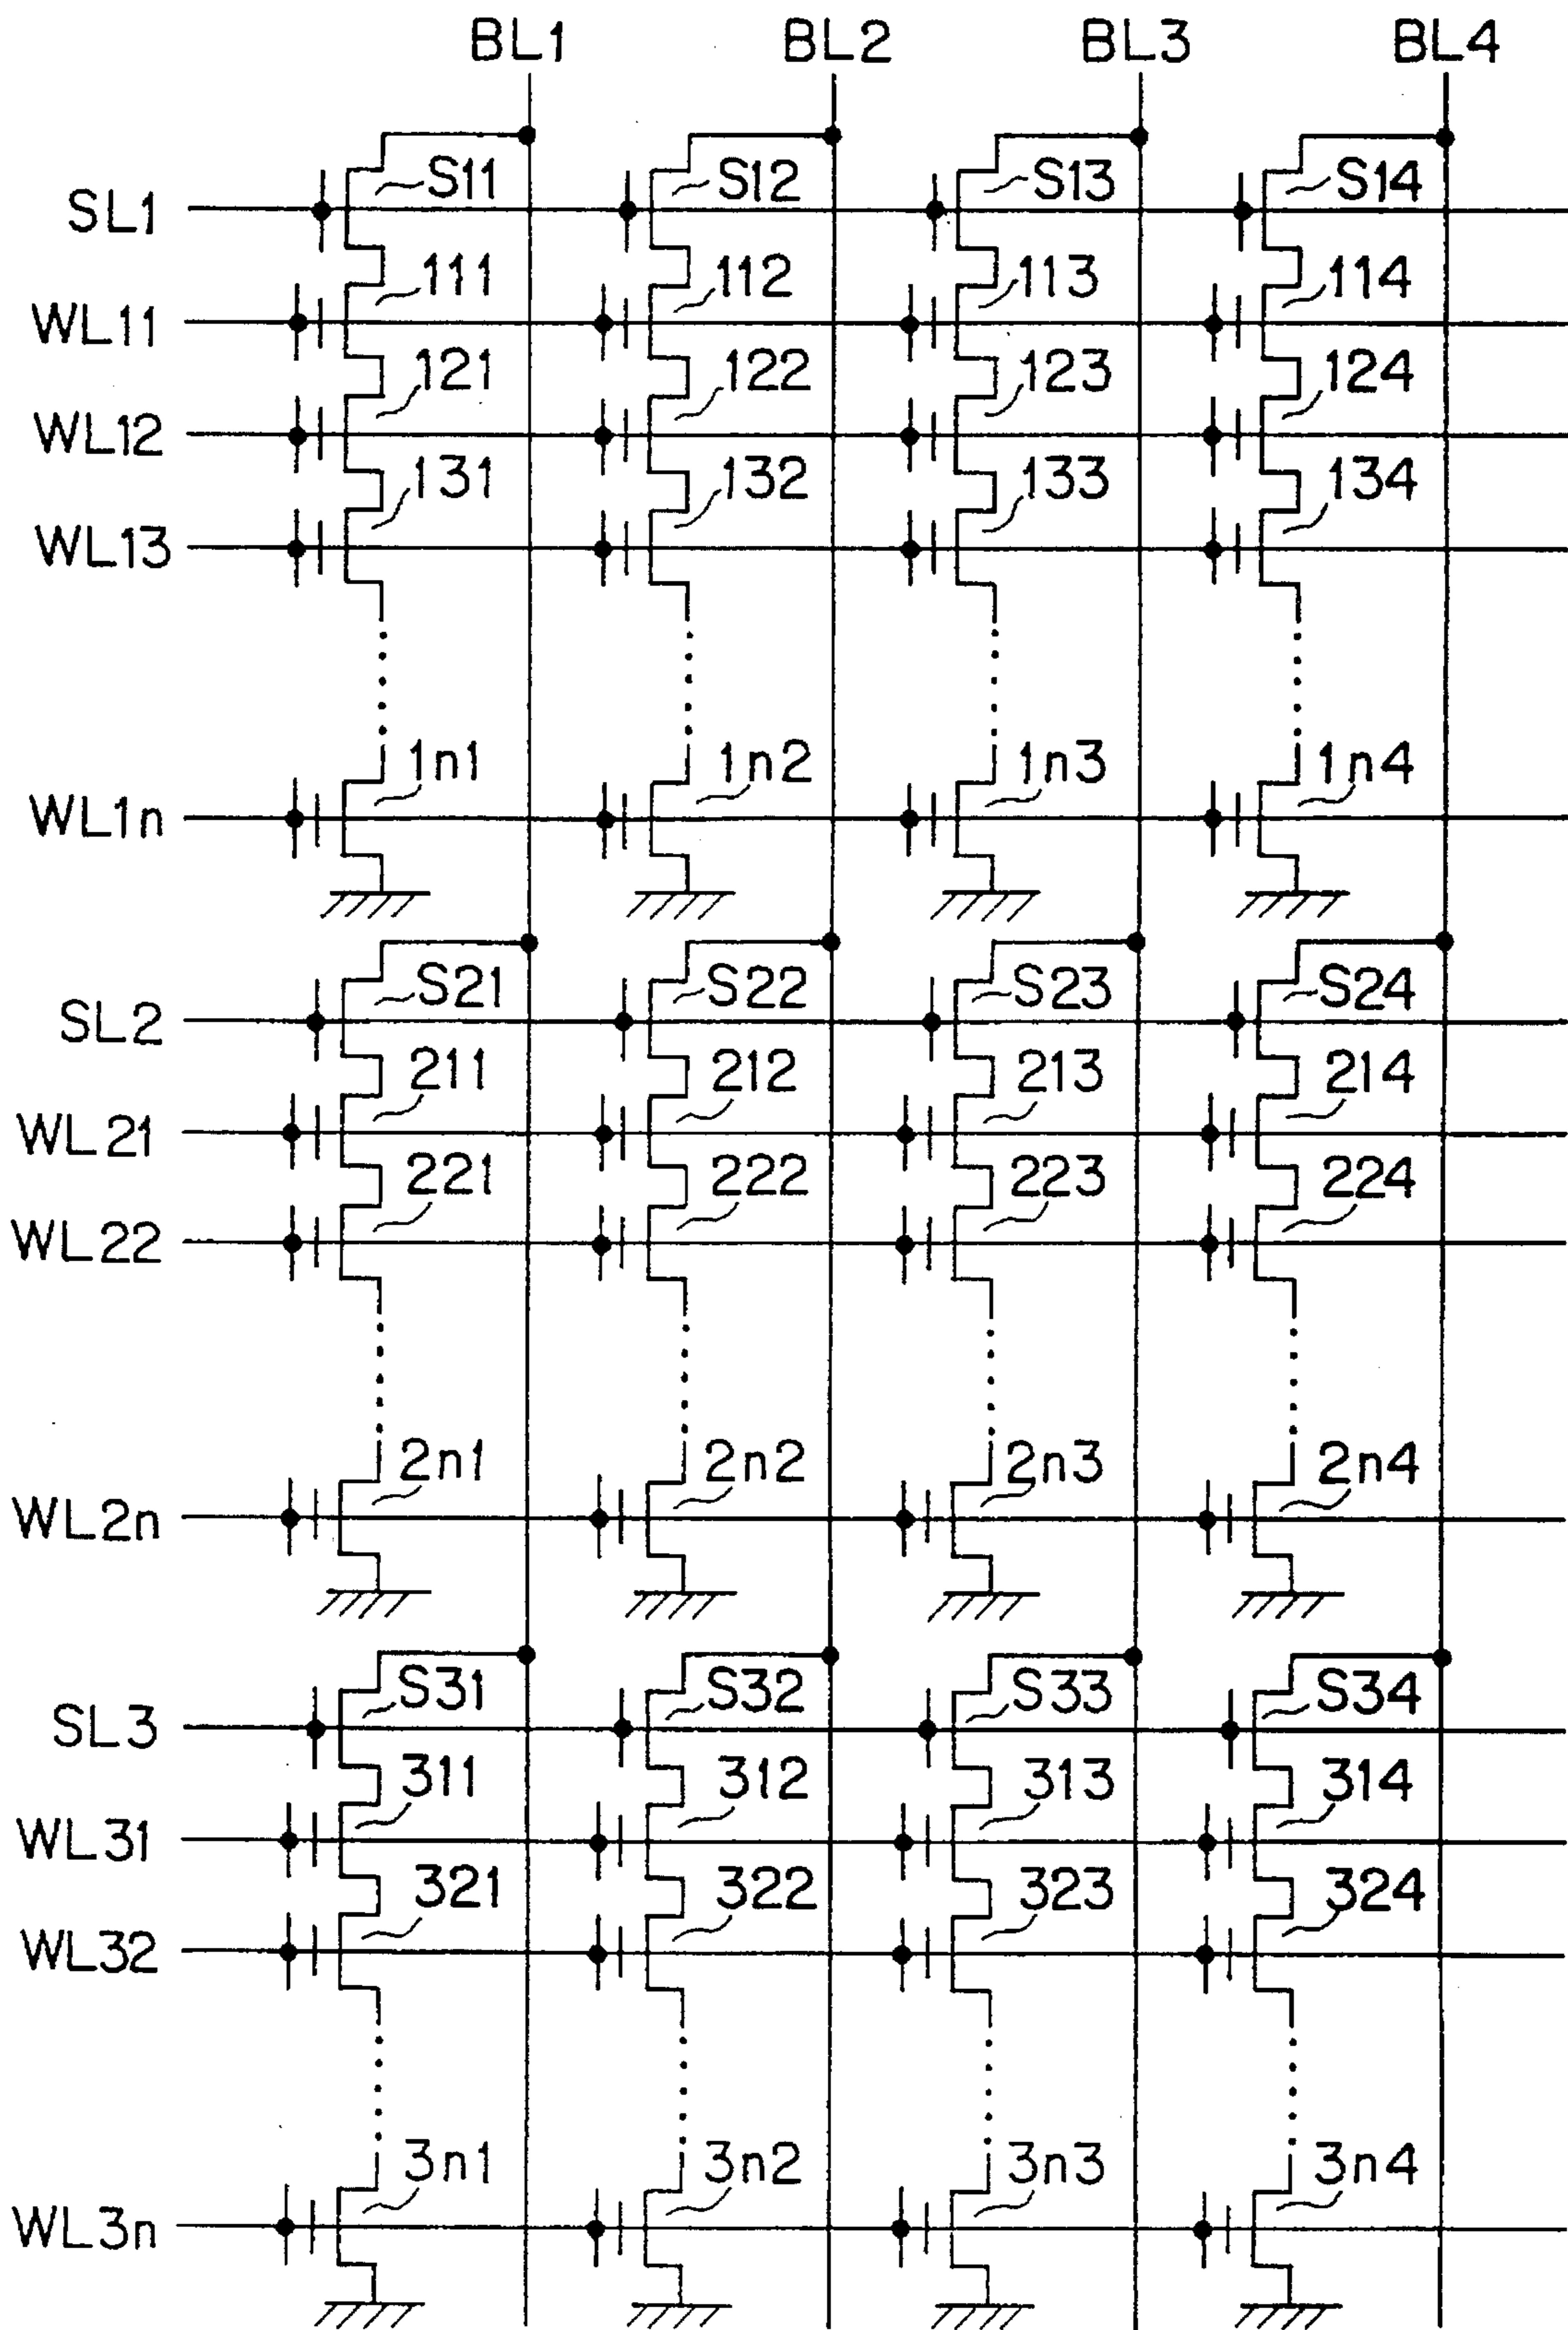 BL1 BL2 BL3 BL4
SL1 S11 S12 S13 S14
111 112 113 114
WL11
121 122 123 124
WL12
131 132 133 134
WL13
1n1 1n2 1n3 1n4
WL1n
S21 S22 S23 S24
SL2
211 212 213 214
WL21
221 222 223 224
WL22
2n1 2n2 2n3 2n4
WL2n
S31 S32 S33 S34
SL3
311 312 313 314
WL31
321 322 323 324
WL32
3n1 3n2 3n3 3n4
WL3n